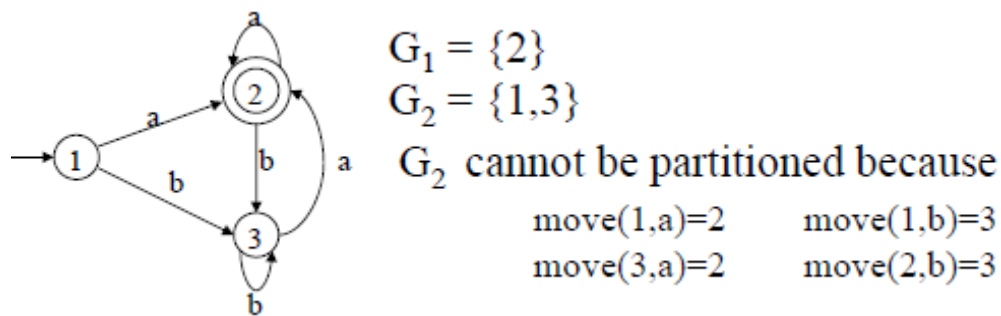 a
2
a
1
b
a
b
3
b
G1 = {2}
G2 = {1,3}
G2 cannot be partitioned because
move(1,a)=2 move(1,b)=3
move(3,a)=2 move(2,b)=3